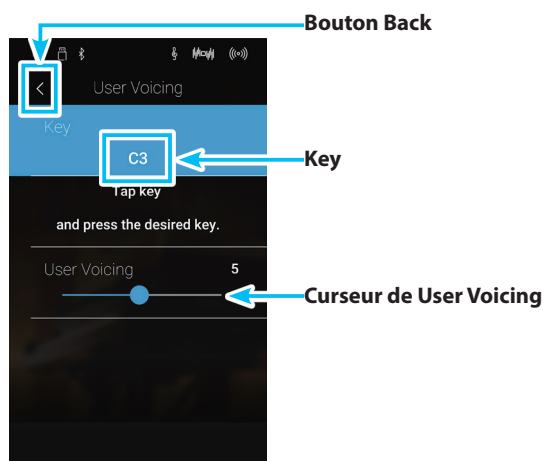 Bouton Back
User Voicing
Key
C3
Key
Tap key
and press the desired key.
User Voicing 5
Curseur de User Voicing